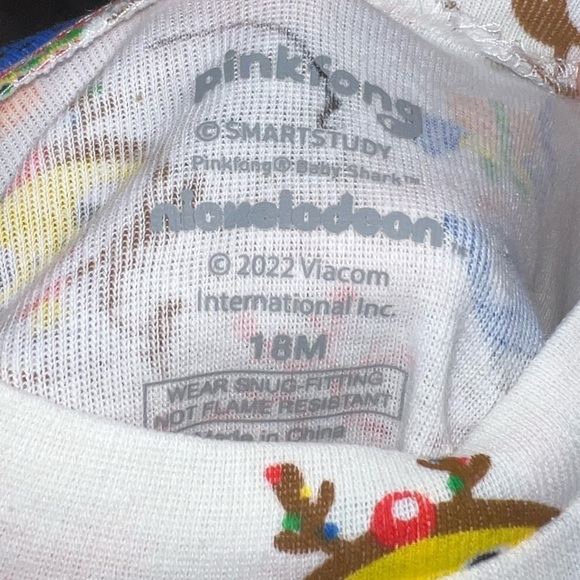 pinkfong
© SMARTSTUDY
Pinkfong® Baby Shark™
nickelodeon™
© 2022 Viacom
International Inc.
18M
WEAR SNUG-FITTING
NOT FLAME RESISTANT
Made in China